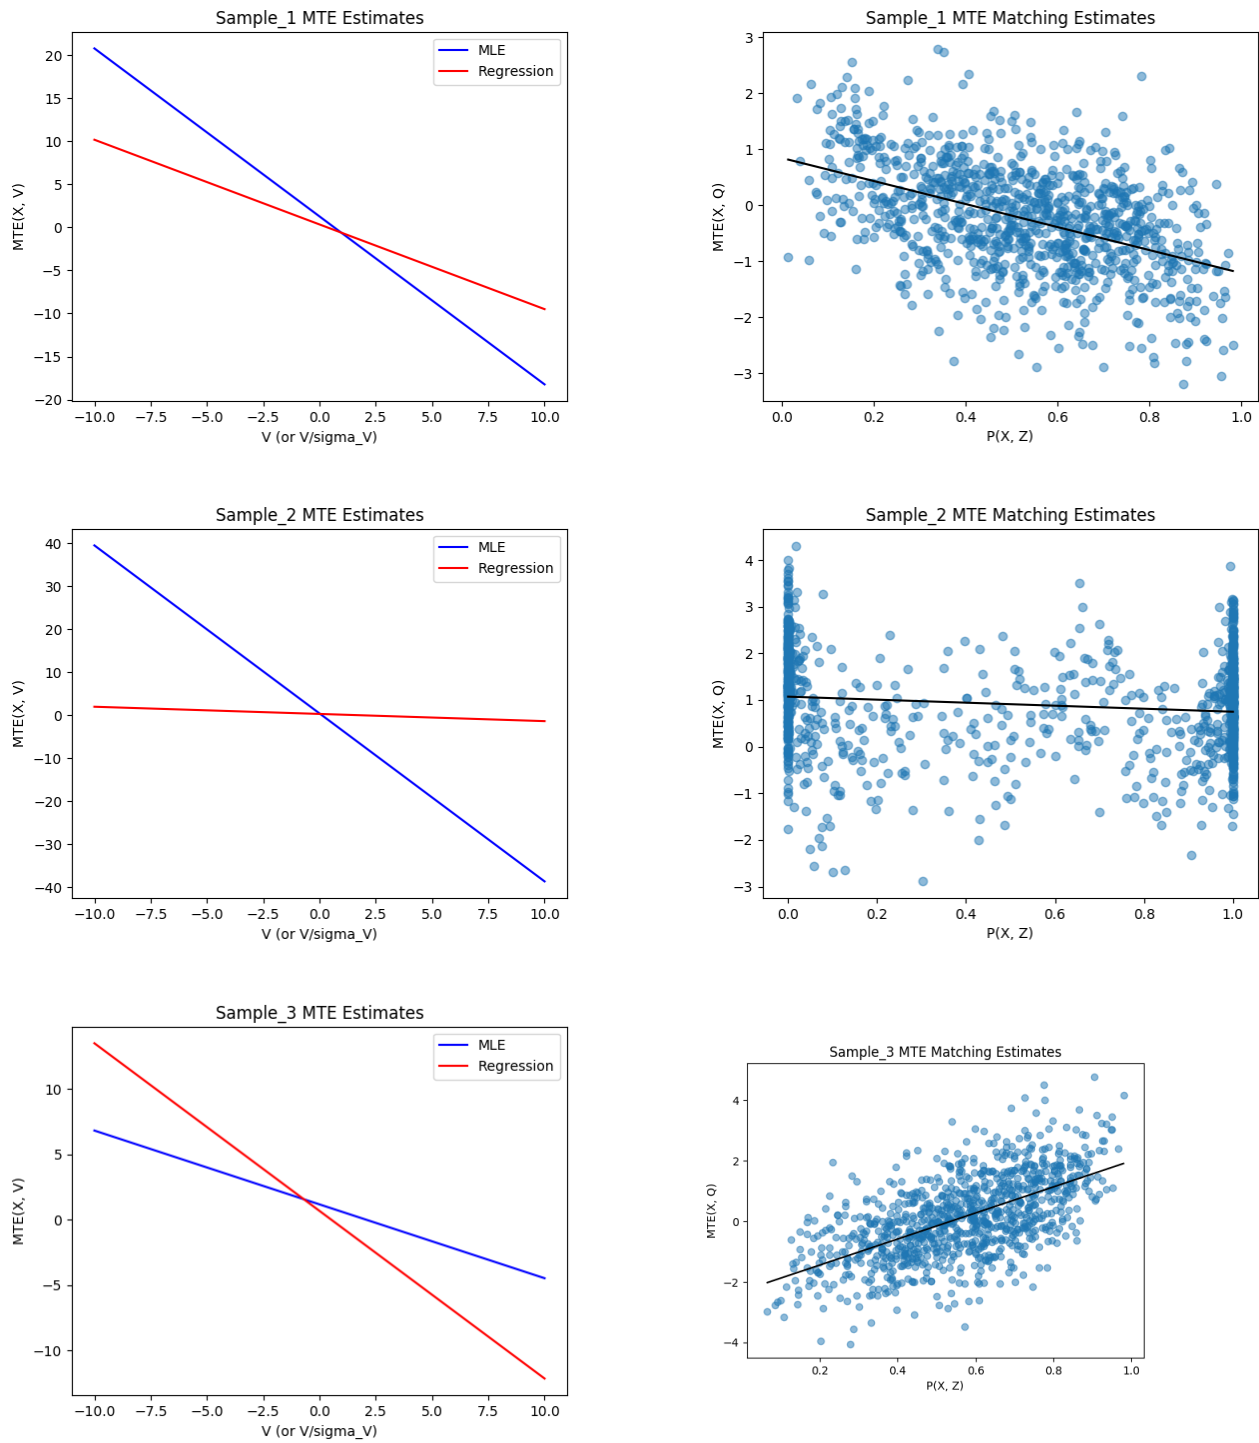 Sample_1 MTE Estimates
MTE(X, V)
20
15
10
5
0
−5
−10
−15
−20
MLE
Regression
−10.0 −7.5 −5.0 −2.5 0.0 2.5 5.0 7.5 10.0
V (or V/sigma_V)
Sample_1 MTE Matching Estimates
MTE(X, Q)
3
2
1
0
−1
−2
−3
0.0 0.2 0.4 0.6 0.8 1.0
P(X, Z)
Sample_2 MTE Estimates
MTE(X, V)
40
30
20
10
0
−10
−20
−30
−40
MLE
Regression
−10.0 −7.5 −5.0 −2.5 0.0 2.5 5.0 7.5 10.0
V (or V/sigma_V)
Sample_2 MTE Matching Estimates
MTE(X, Q)
4
3
2
1
0
−1
−2
−3
0.0 0.2 0.4 0.6 0.8 1.0
P(X, Z)
Sample_3 MTE Estimates
MTE(X, V)
10
5
0
−5
−10
MLE
Regression
−10.0 −7.5 −5.0 −2.5 0.0 2.5 5.0 7.5 10.0
V (or V/sigma_V)
Sample_3 MTE Matching Estimates
MTE(X, Q)
4
2
0
−2
−4
0.2 0.4 0.6 0.8 1.0
P(X, Z)